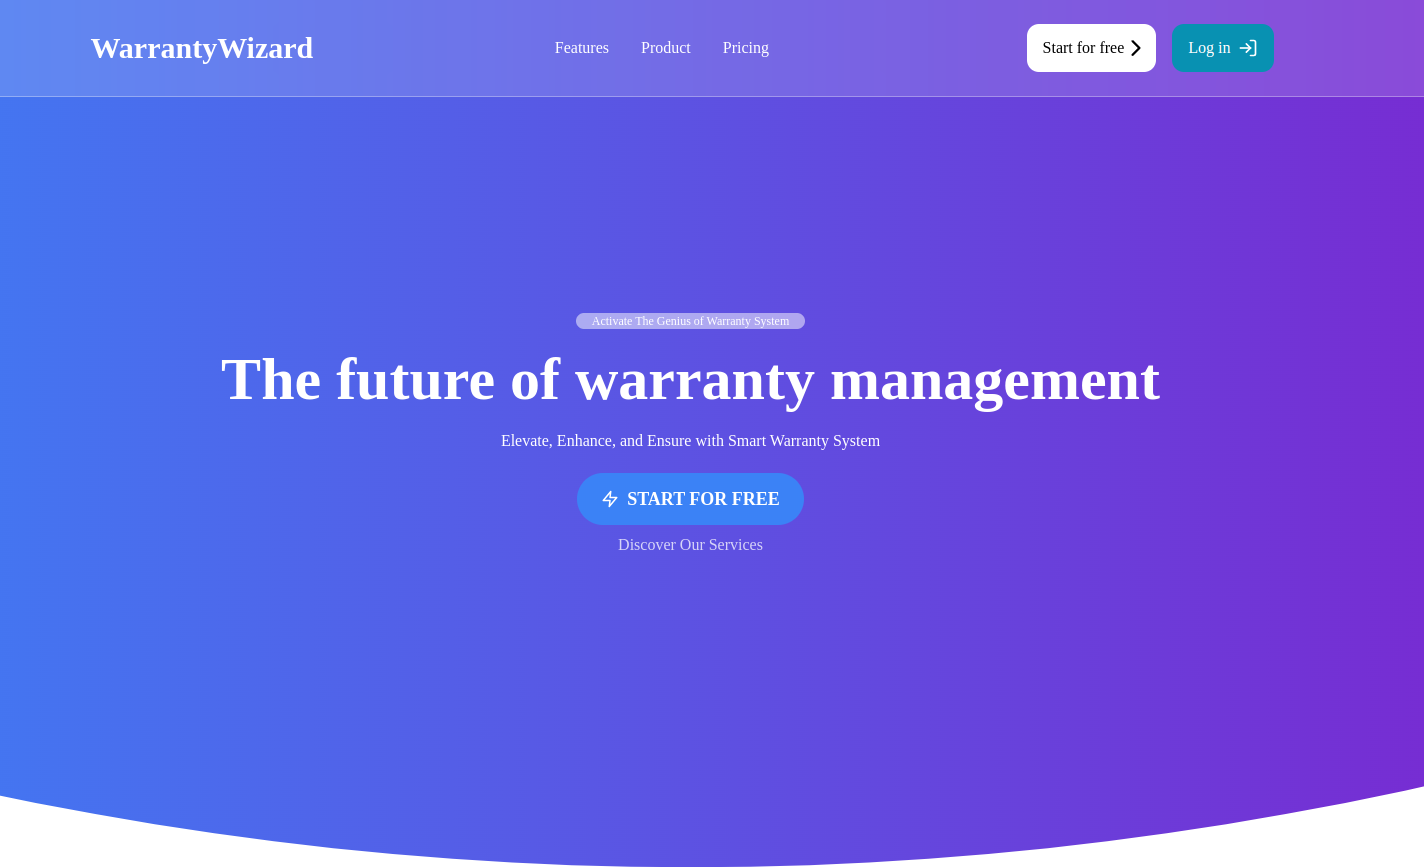 WarrantyWizard
Features
Product
Pricing
Start for free
Log in
Activate The Genius of Warranty System
The future of warranty management
Elevate, Enhance, and Ensure with Smart Warranty System
START FOR FREE
Discover Our Services